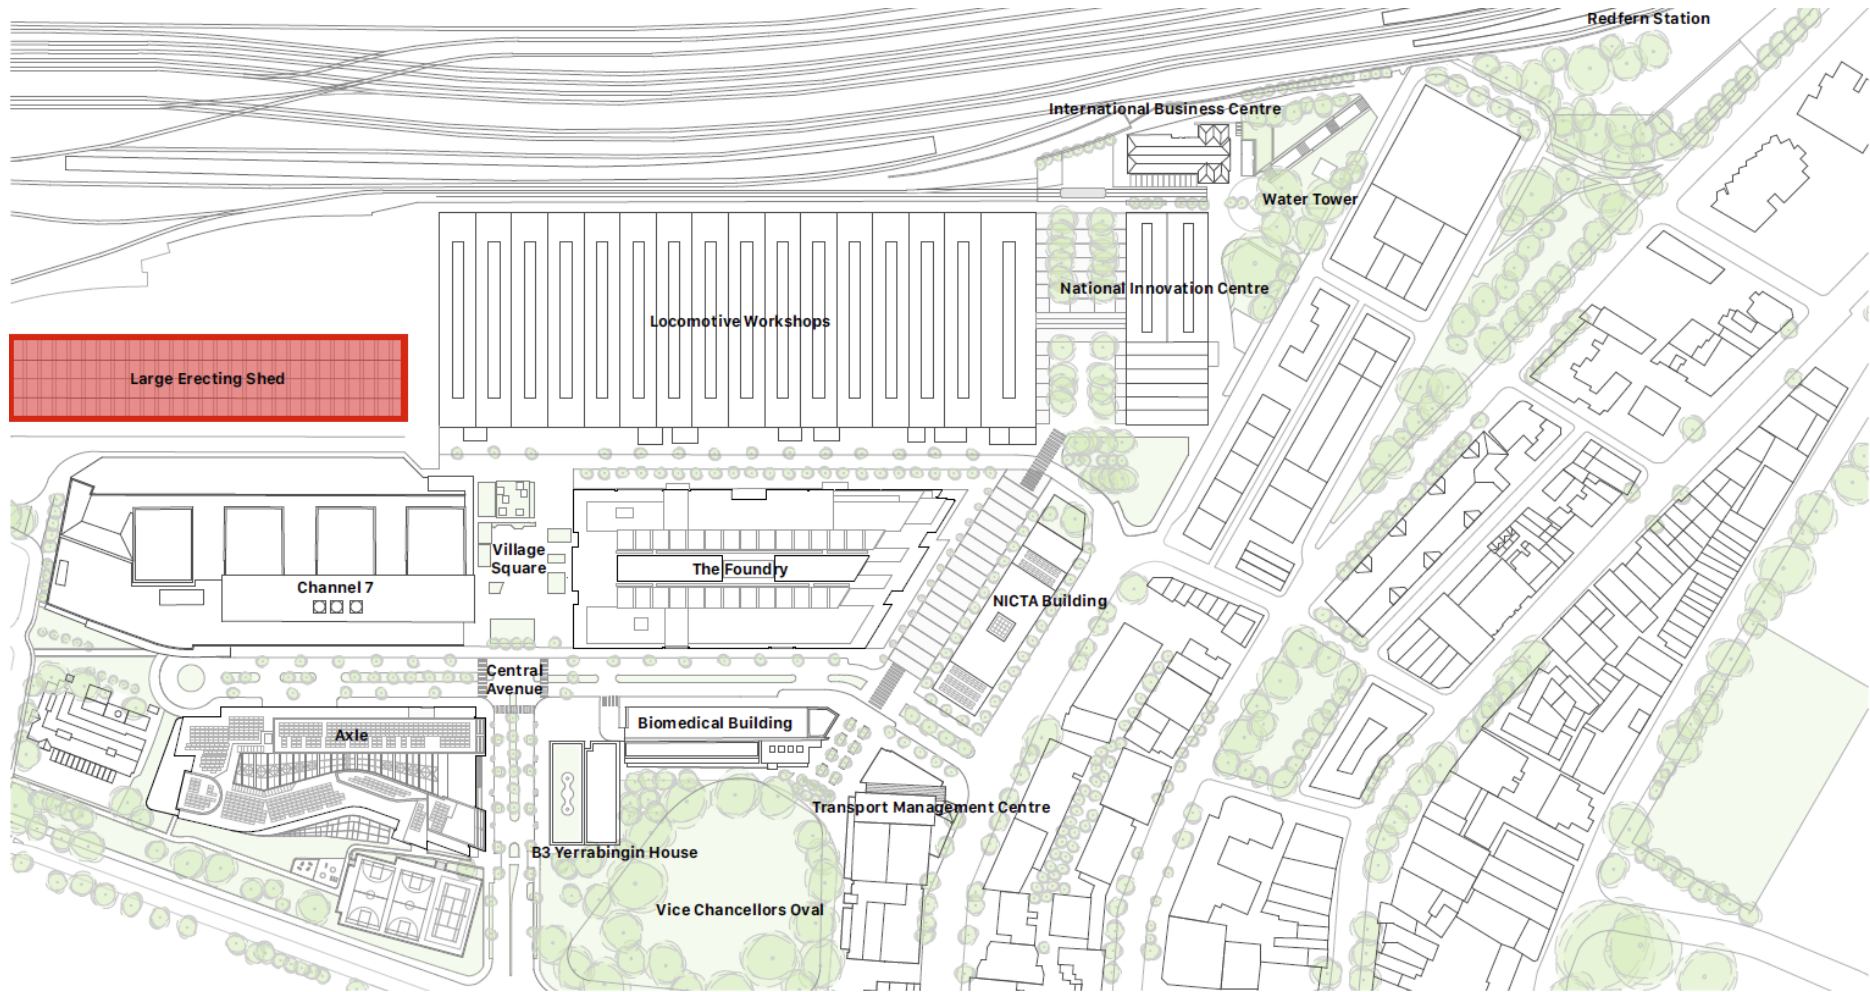 Redfern Station
International Business Centre
Water Tower
National Innovation Centre
Locomotive Workshops
Large Erecting Shed
Village
Square
The Foundry
Channel 7
NICTA Building
Central
Avenue
Biomedical Building
Axle
Transport Management Centre
B3 Yerrabingin House
Vice Chancellors Oval